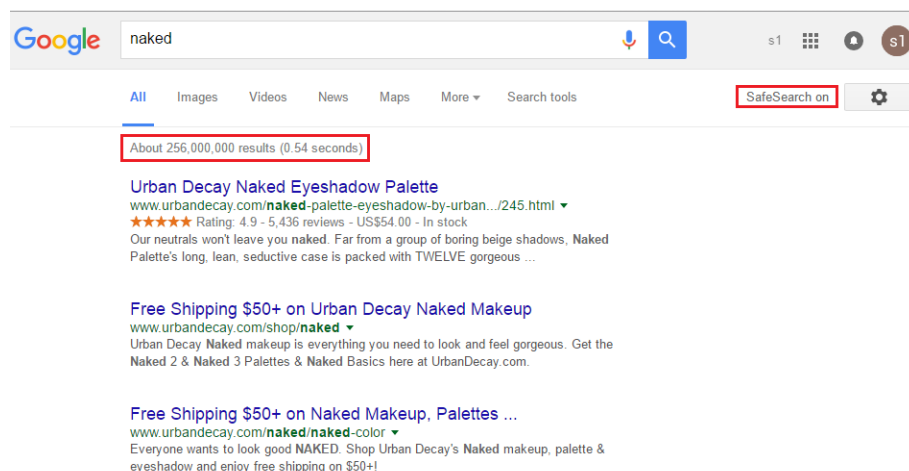 Google naked s1 s1
All Images Videos News Maps More Search tools SafeSearch on
About 256,000,000 results (0.54 seconds)
Urban Decay Naked Eyeshadow Palette
www.urbandecay.com/naked-palette-eyeshadow-by-urban.../245.html
Rating: 4.9 - 5,436 reviews - US$54.00 - In stock
Our neutrals won't leave you naked. Far from a group of boring beige shadows, Naked
Palette's long, lean, seductive case is packed with TWELVE gorgeous ...
Free Shipping $50+ on Urban Decay Naked Makeup
www.urbandecay.com/shop/naked
Urban Decay Naked makeup is everything you need to look and feel gorgeous. Get the
Naked 2 & Naked 3 Palettes & Naked Basics here at UrbanDecay.com.
Free Shipping $50+ on Naked Makeup, Palettes ...
www.urbandecay.com/naked/naked-color
Everyone wants to look good NAKED. Shop Urban Decay's Naked makeup, palette &
eyeshadow and enjoy free shipping on $50+!